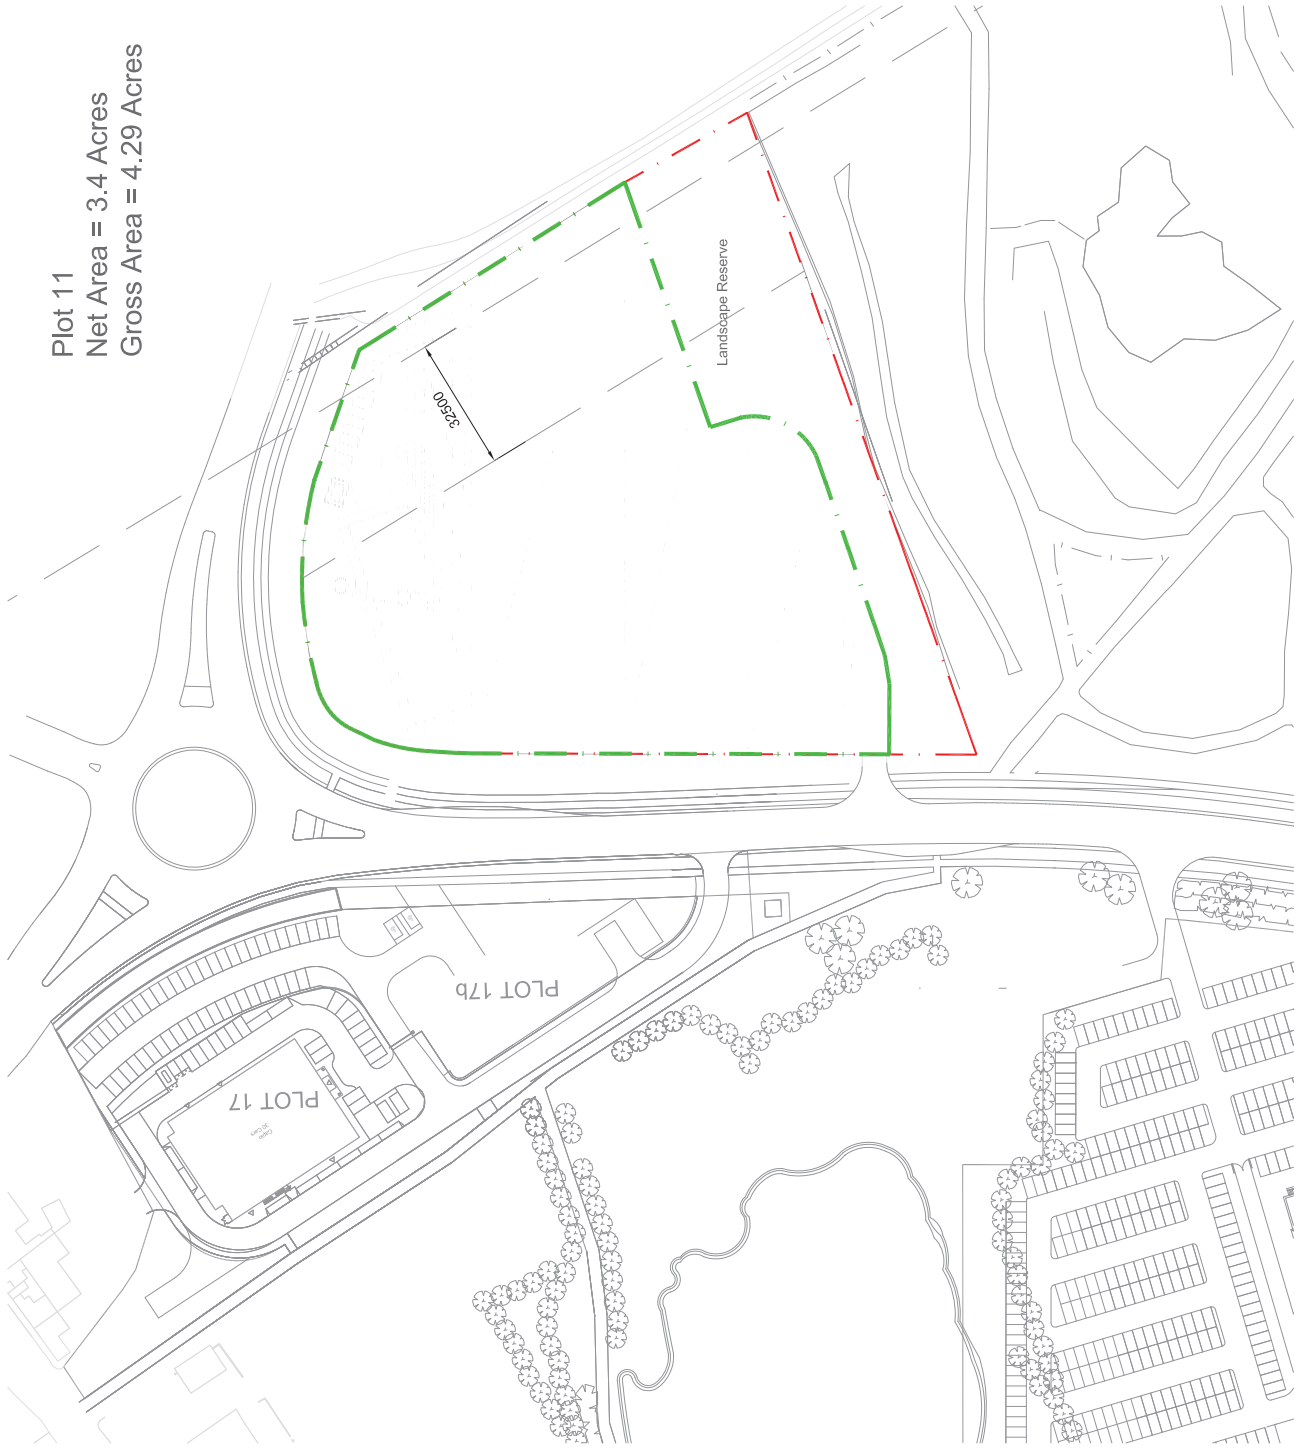 Plot 11
Net Area = 3.4 Acres
Gross Area = 4.29 Acres
Landscape Reserve
32500
PLOT 17b
PLOT 17